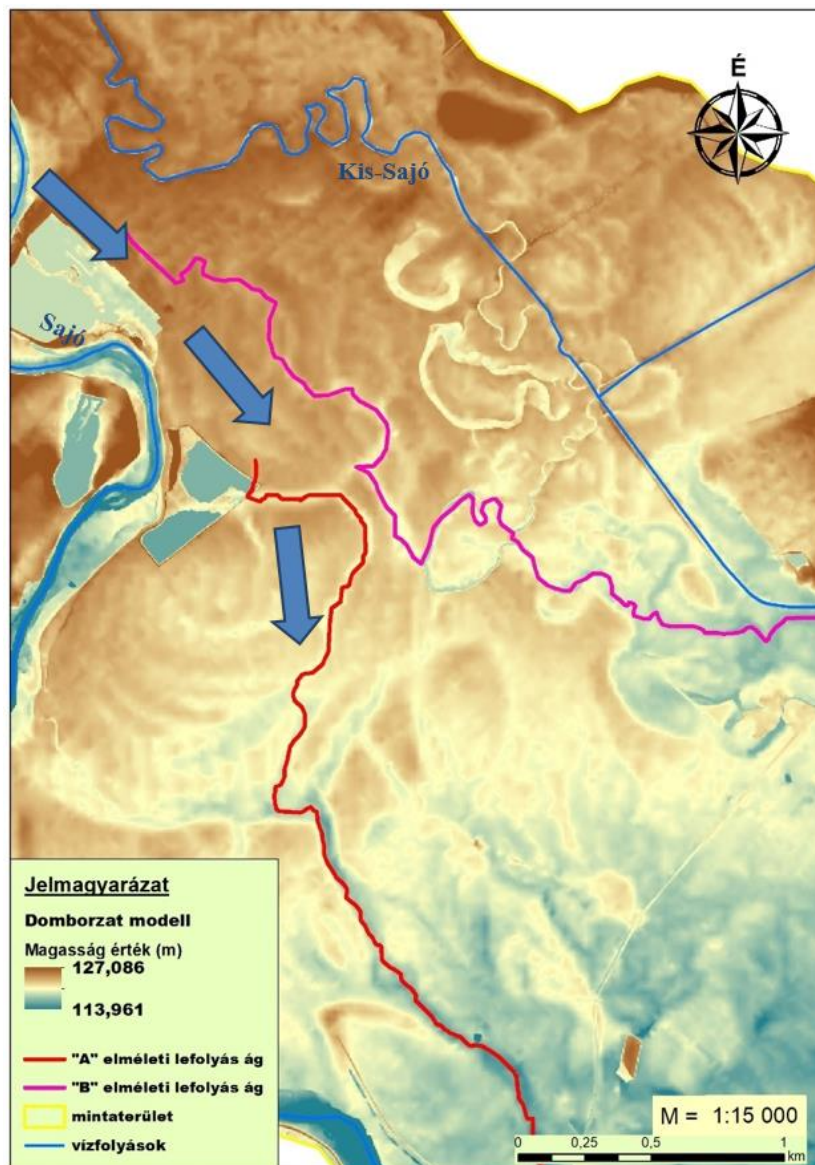 É
Kis-Sajó
Sajó
Jelmagyarázat
Domborzat modell
Magasság érték (m)
127,086
113,961
"A" elméleti lefolyás ág
"B" elméleti lefolyás ág
mintaterület
vízfolyások
M = 1:15 000
0 0,25 0,5 1
km